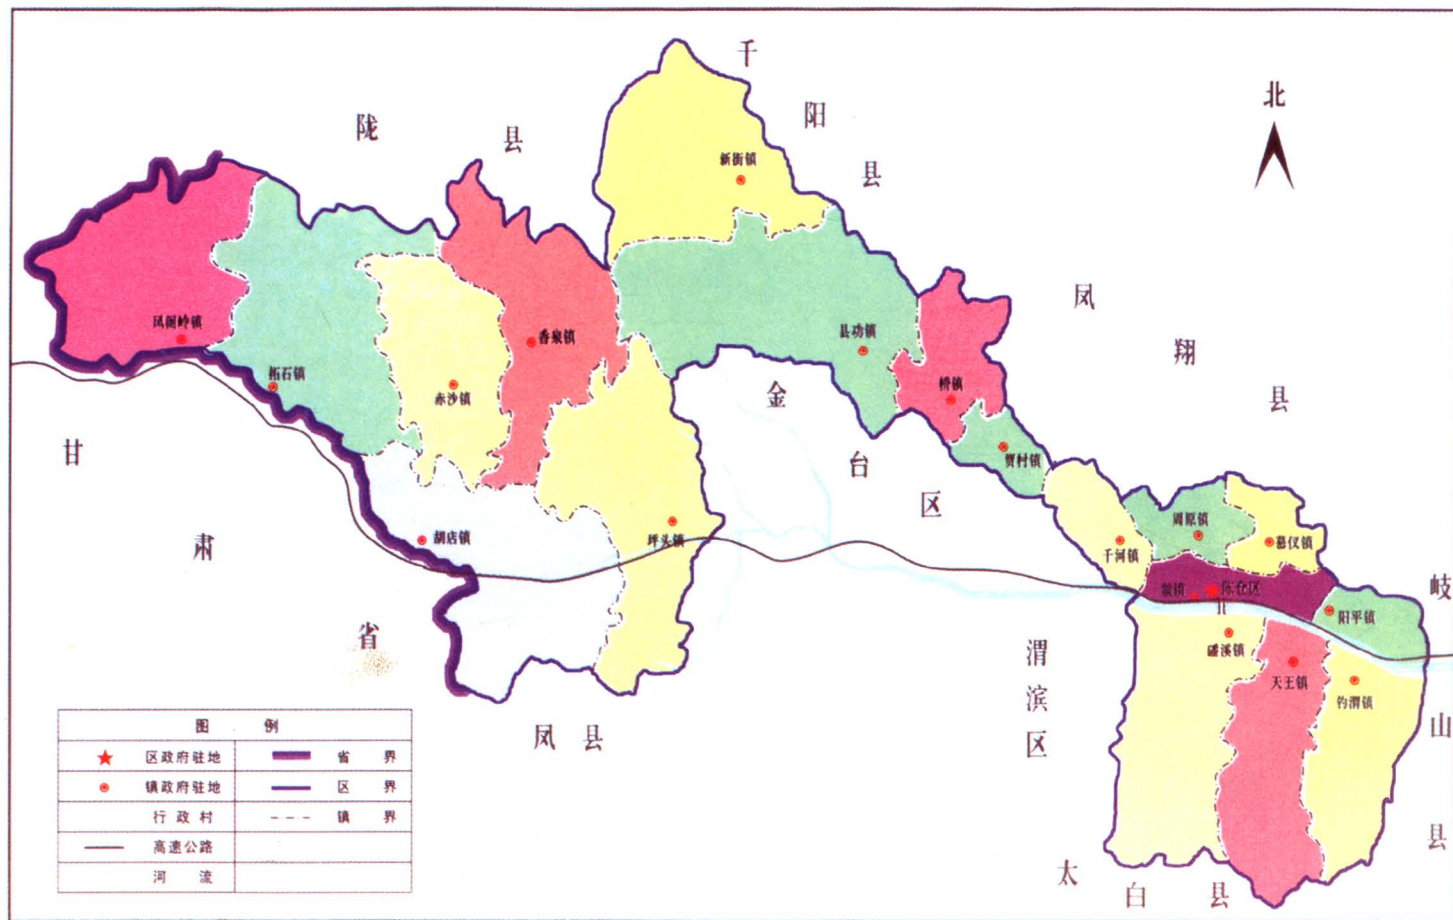 千阳县
陇县
北
新街镇
凤阁岭镇
香泉镇
县功镇
凤翔县
拓石镇
赤沙镇
桥镇
金台区
贾村镇
甘肃省
胡店镇
坪头镇
千河镇
周原镇
慕仪镇
虢镇
陈仓区
阳平镇
岐山县
磻溪镇
天王镇
钓渭镇
渭滨区
凤县
太白县
图例
区政府驻地 省界
镇政府驻地 区界
行政村 镇界
高速公路
河流